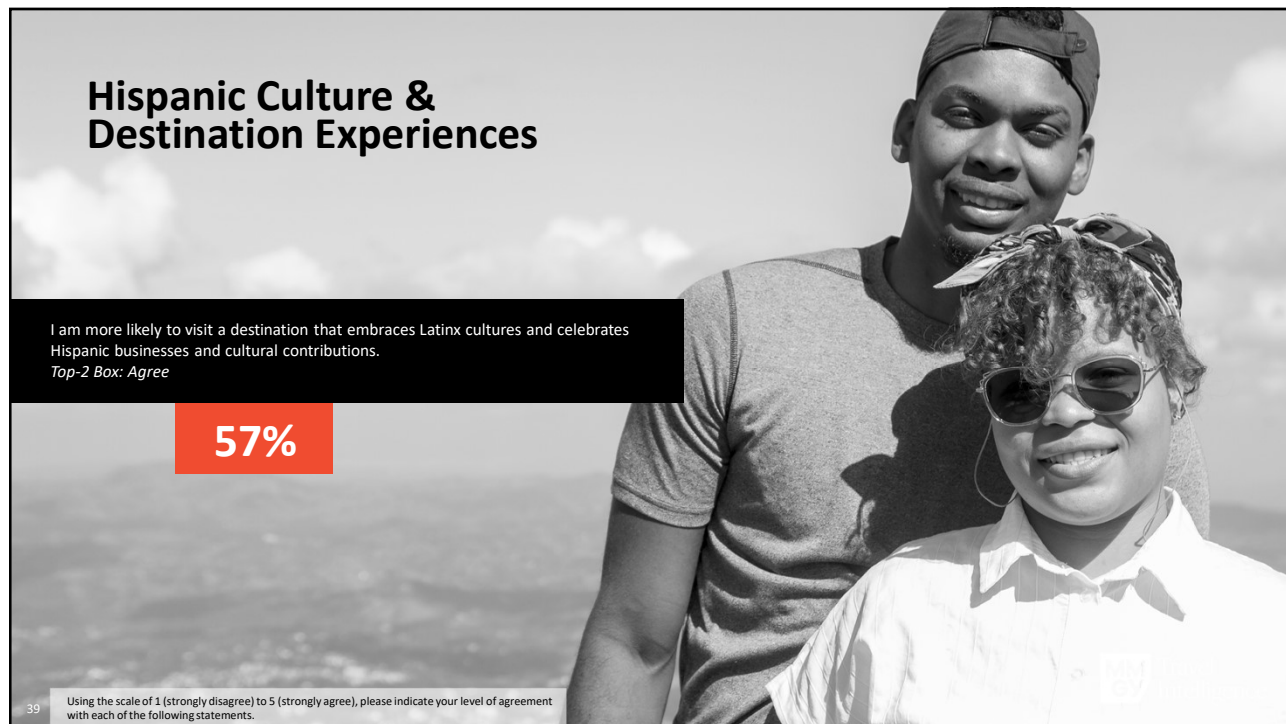 Hispanic Culture &
Destination Experiences
I am more likely to visit a destination that embraces Latinx cultures and celebrates
Hispanic businesses and cultural contributions.
Top-2 Box: Agree
57%
39
Using the scale of 1 (strongly disagree) to 5 (strongly agree), please indicate your level of agreement
with each of the following statements.
MM
GY